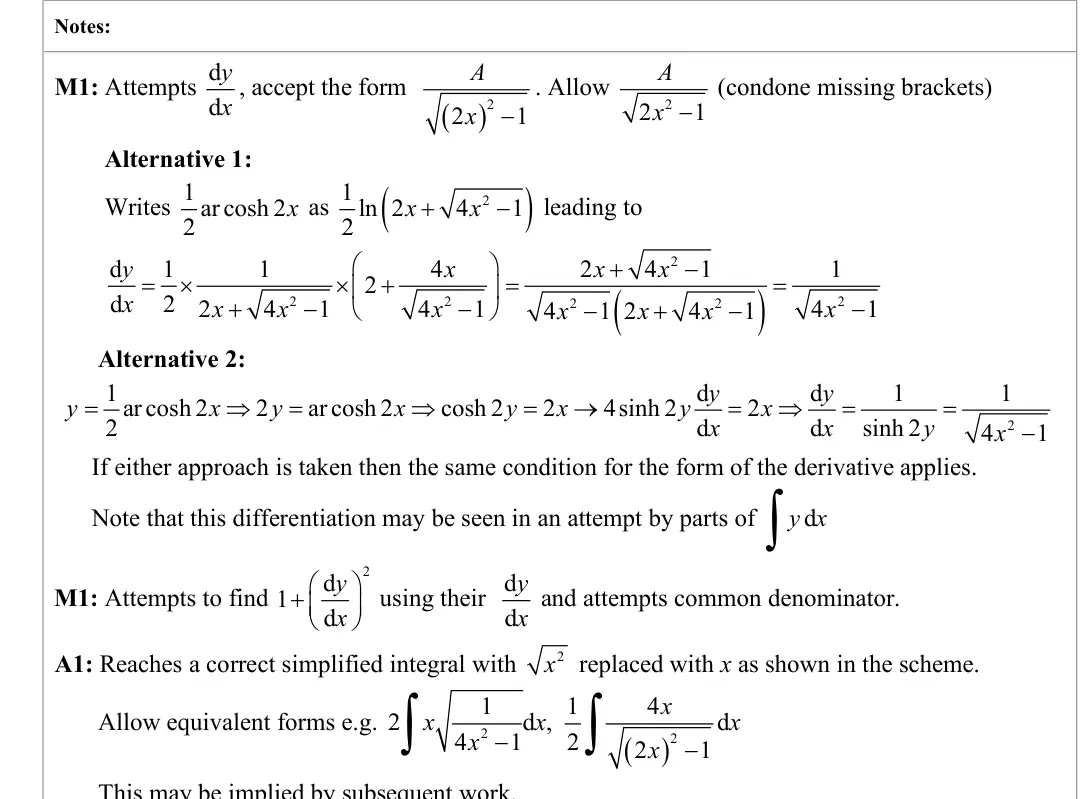 Notes:
M1: Attempts dy/dx, accept the form A/√((2x)² − 1). Allow A/√(2x² − 1) (condone missing brackets)
Alternative 1:
Writes 1/2 ar cosh 2x as 1/2 ln(2x + √(4x² − 1)) leading to
dy/dx = 1/2 × 1/(2x + √(4x² − 1)) × (2 + 4x/√(4x² − 1)) = (2x + √(4x² − 1))/(√(4x² − 1)(2x + √(4x² − 1))) = 1/√(4x² − 1)
Alternative 2:
y = 1/2 ar cosh 2x ⇒ 2y = ar cosh 2x ⇒ cosh 2y = 2x → 4 sinh 2y dy/dx = 2x ⇒ dy/dx = 1/(sinh 2y) = 1/√(4x² − 1)
If either approach is taken then the same condition for the form of the derivative applies.
Note that this differentiation may be seen in an attempt by parts of ∫ y dx
M1: Attempts to find 1 + (dy/dx)² using their dy/dx and attempts common denominator.
A1: Reaches a correct simplified integral with √x² replaced with x as shown in the scheme.
Allow equivalent forms e.g. 2∫ x√(1/(4x² − 1)) dx, 1/2 ∫ 4x/√((2x)² − 1) dx
This may be implied by subsequent work.